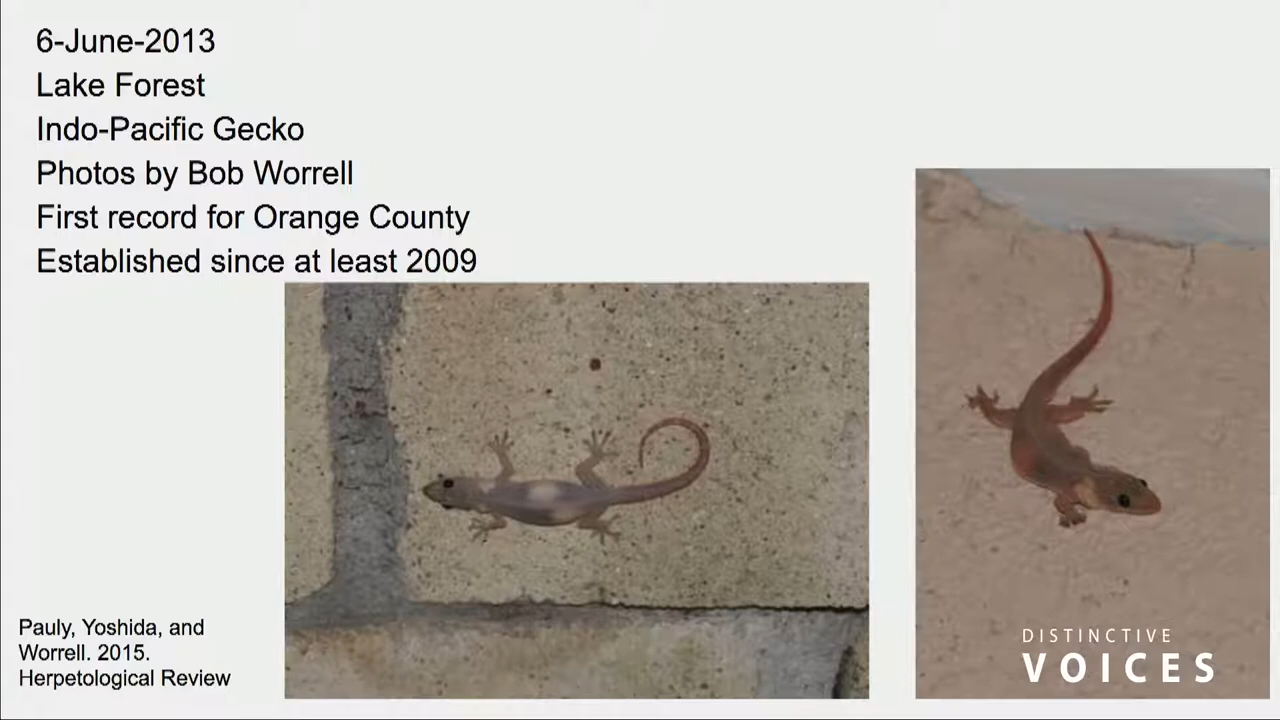 6-June-2013
Lake Forest
Indo-Pacific Gecko
Photos by Bob Worrell
First record for Orange County
Established since at least 2009
Pauly, Yoshida, and
Worrell. 2015.
Herpetological Review
DISTINCTIVE
VOICES